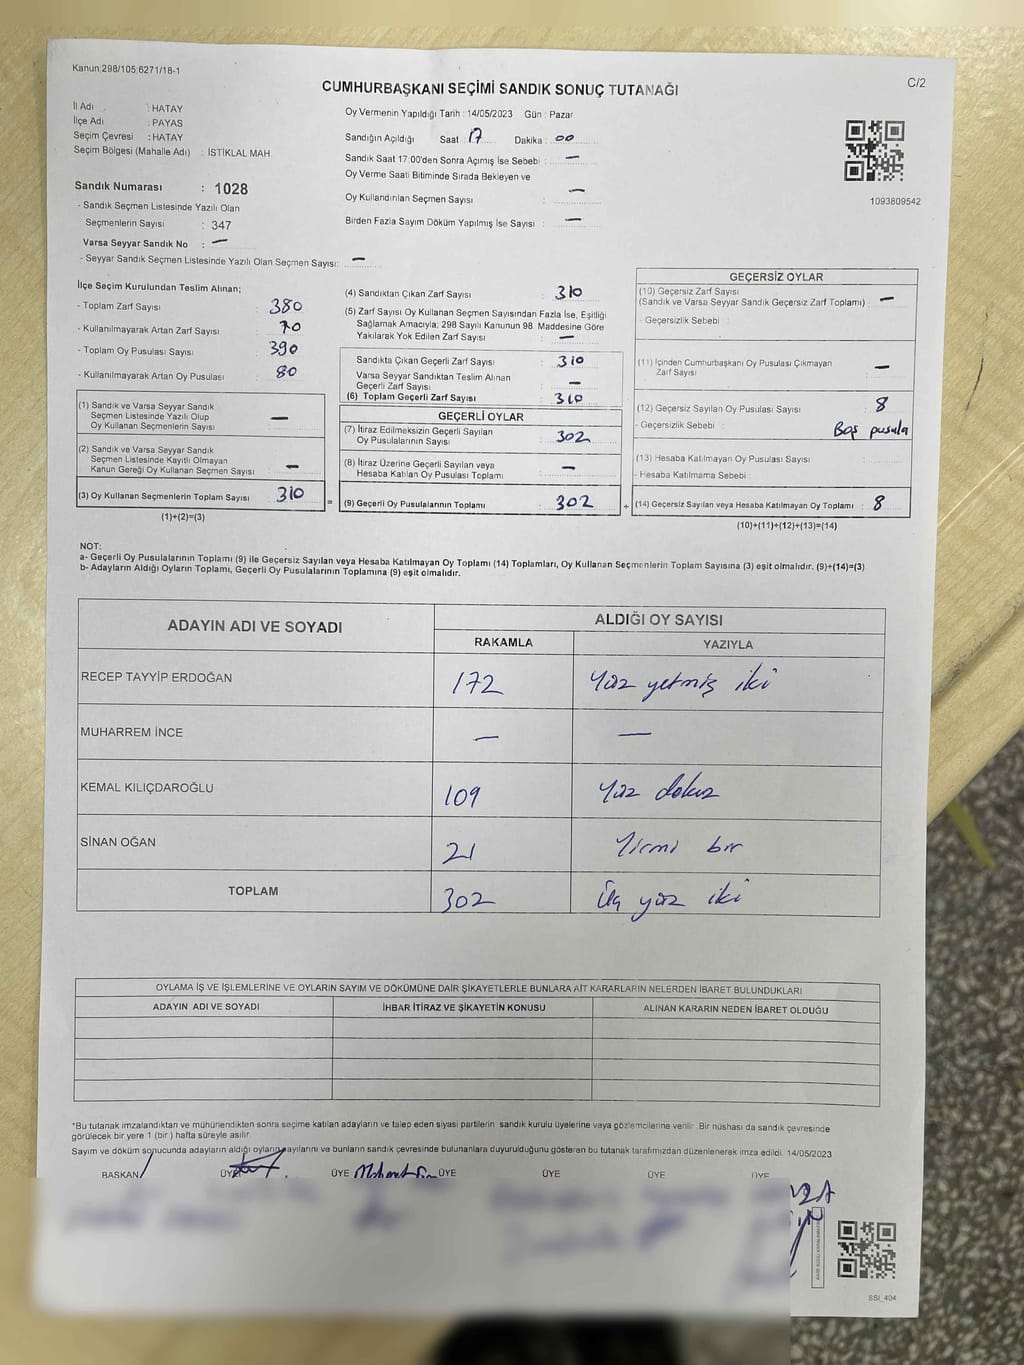 Kanun:298/105;6271/18-1
C/2
CUMHURBAŞKANI SEÇİMİ SANDIK SONUÇ TUTANAĞI
İl Adı : HATAY
İlçe Adı : PAYAS
Seçim Çevresi : HATAY
Seçim Bölgesi (Mahalle Adı) : İSTİKLAL MAH.
Sandık Numarası : 1028
- Sandık Seçmen Listesinde Yazılı Olan
Seçmenlerin Sayısı : 347
Varsa Seyyar Sandık No : —
- Seyyar Sandık Seçmen Listesinde Yazılı Olan Seçmen Sayısı: —
Oy Vermenin Yapıldığı Tarih : 14/05/2023 Gün : Pazar
Sandığın Açıldığı Saat : 17 Dakika : 00
Sandık Saat 17:00'den Sonra Açımış İse Sebebi : —
Oy Verme Saati Bitiminde Sırada Bekleyen ve
Oy Kullandırılan Seçmen Sayısı : —
Birden Fazla Sayım Döküm Yapılmış İse Sayısı : —
1093809542
İlçe Seçim Kurulundan Teslim Alınan;
- Toplam Zarf Sayısı : 380
- Kullanılmayarak Artan Zarf Sayısı : 70
- Toplam Oy Pusulası Sayısı : 390
- Kullanılmayarak Artan Oy Pusulası : 80
(1) Sandık ve Varsa Seyyar Sandık
Seçmen Listesinde Yazılı Olup
Oy Kullanan Seçmenlerin Sayısı : —
(2) Sandık ve Varsa Seyyar Sandık
Seçmen Listesinde Kayıtlı Olmayan
Kanun Gereği Oy Kullanan Seçmen Sayısı : —
(3) Oy Kullanan Seçmenlerin Toplam Sayısı : 310
(1)+(2)=(3)
(4) Sandıktan Çıkan Zarf Sayısı : 310
(5) Zarf Sayısı Oy Kullanan Seçmen Sayısından Fazla İse, Eşitliği
Sağlamak Amacıyla; 298 Sayılı Kanunun 98. Maddesine Göre
Yakılarak Yok Edilen Zarf Sayısı : —
Sandıkta Çıkan Geçerli Zarf Sayısı : 310
Varsa Seyyar Sandıktan Teslim Alınan
Geçerli Zarf Sayısı : —
(6) Toplam Geçerli Zarf Sayısı : 310
GEÇERLİ OYLAR
(7) İtiraz Edilmeksizin Geçerli Sayılan
Oy Pusulalarının Sayısı : 302
(8) İtiraz Üzerine Geçerli Sayılan veya
Hesaba Katılan Oy Pusulası Toplamı : —
=
(9) Geçerli Oy Pusulalarının Toplamı : 302
+
GEÇERSİZ OYLAR
(10) Geçersiz Zarf Sayısı
(Sandık ve Varsa Seyyar Sandık Geçersiz Zarf Toplamı) : —
- Geçersizlik Sebebi :
(11) İçinden Cumhurbaşkanı Oy Pusulası Çıkmayan
Zarf Sayısı : —
(12) Geçersiz Sayılan Oy Pusulası Sayısı : 8
- Geçersizlik Sebebi : Boş pusula
(13) Hesaba Katılmayan Oy Pusulası Sayısı :
- Hesaba Katılmama Sebebi :
(14) Geçersiz Sayılan veya Hesaba Katılmayan Oy Toplamı : 8
(10)+(11)+(12)+(13)=(14)
NOT:
a- Geçerli Oy Pusulalarının Toplamı (9) ile Geçersiz Sayılan veya Hesaba Katılmayan Oy Toplamı (14) Toplamları, Oy Kullanan Seçmenlerin Toplam Sayısına (3) eşit olmalıdır. (9)+(14)=(3)
b- Adayların Aldığı Oyların Toplamı, Geçerli Oy Pusulalarının Toplamına (9) eşit olmalıdır.
ADAYIN ADI VE SOYADI ALDIĞI OY SAYISI
RAKAMLA YAZIYLA
RECEP TAYYİP ERDOĞAN 172 Yüz yetmiş iki
MUHARREM İNCE — —
KEMAL KILIÇDAROĞLU 109 Yüz dokuz
SİNAN OĞAN 21 Yirmi bir
TOPLAM 302 Üç yüz iki
OYLAMA İŞ VE İŞLEMLERİNE VE OYLARIN SAYIM VE DÖKÜMÜNE DAİR ŞİKAYETLERLE BUNLARA AİT KARARLARIN NELERDEN İBARET BULUNDUKLARI
ADAYIN ADI VE SOYADI İHBAR İTİRAZ VE ŞİKAYETİN KONUSU ALINAN KARARIN NEDEN İBARET OLDUĞU
*Bu tutanak imzalandıktan ve mühürlendikten sonra seçime katılan adayların ve talep eden siyasi partilerin sandık kurulu üyelerine veya gözlemcilerine verilir. Bir nüshası da sandık çevresinde
görülecek bir yere 1 (bir ) hafta süreyle asılır.
Sayım ve döküm sonucunda adayların aldığı oyların sayılarını ve bunların sandık çevresinde bulunanlara duyurulduğunu gösteren bu tutanak tarafımızdan düzenlenerek imza edildi. 14/05/2023
BAŞKAN ÜYE ÜYE ÜYE ÜYE ÜYE ÜYE
SSI_404